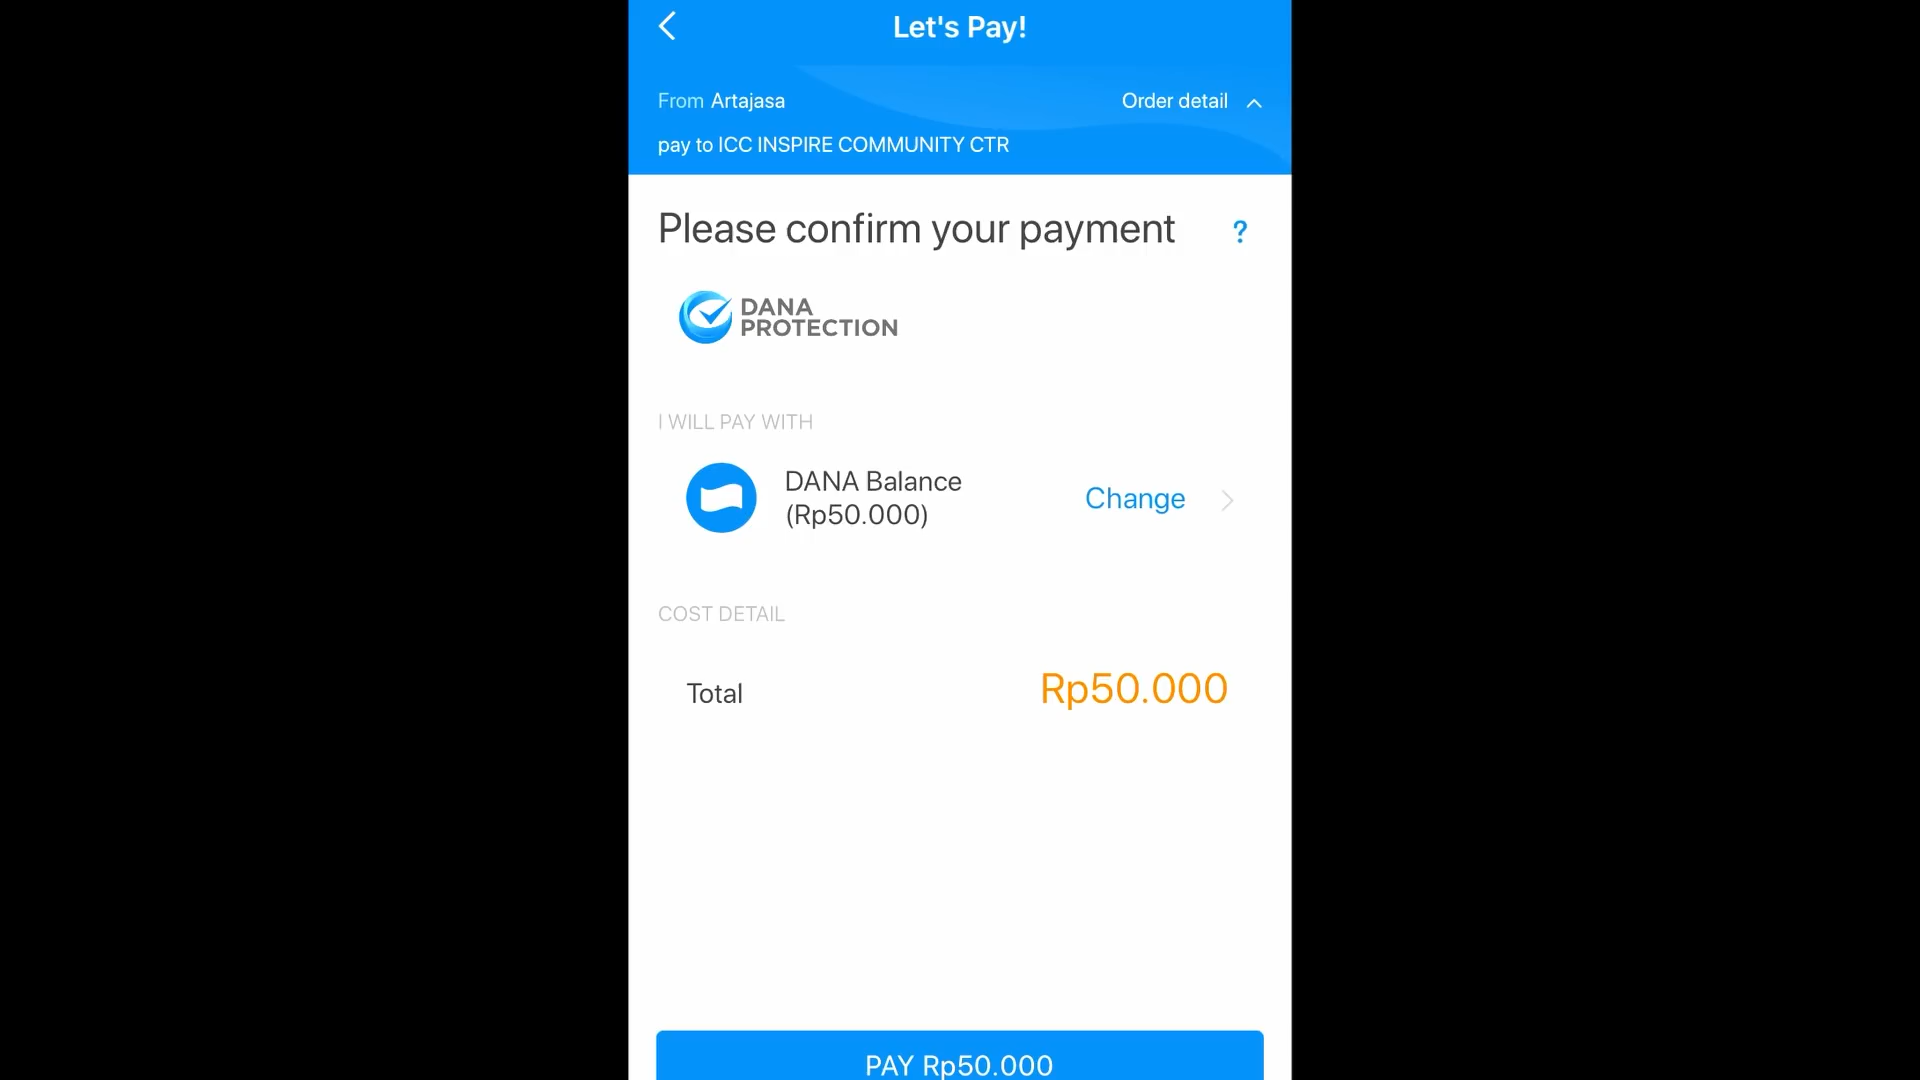 Let's Pay!
From Artajasa
Order detail
pay to ICC INSPIRE COMMUNITY CTR
Please confirm your payment
?
DANA
PROTECTION
I WILL PAY WITH
DANA Balance
(Rp50.000)
Change
COST DETAIL
Total
Rp50.000
PAY Rp50.000